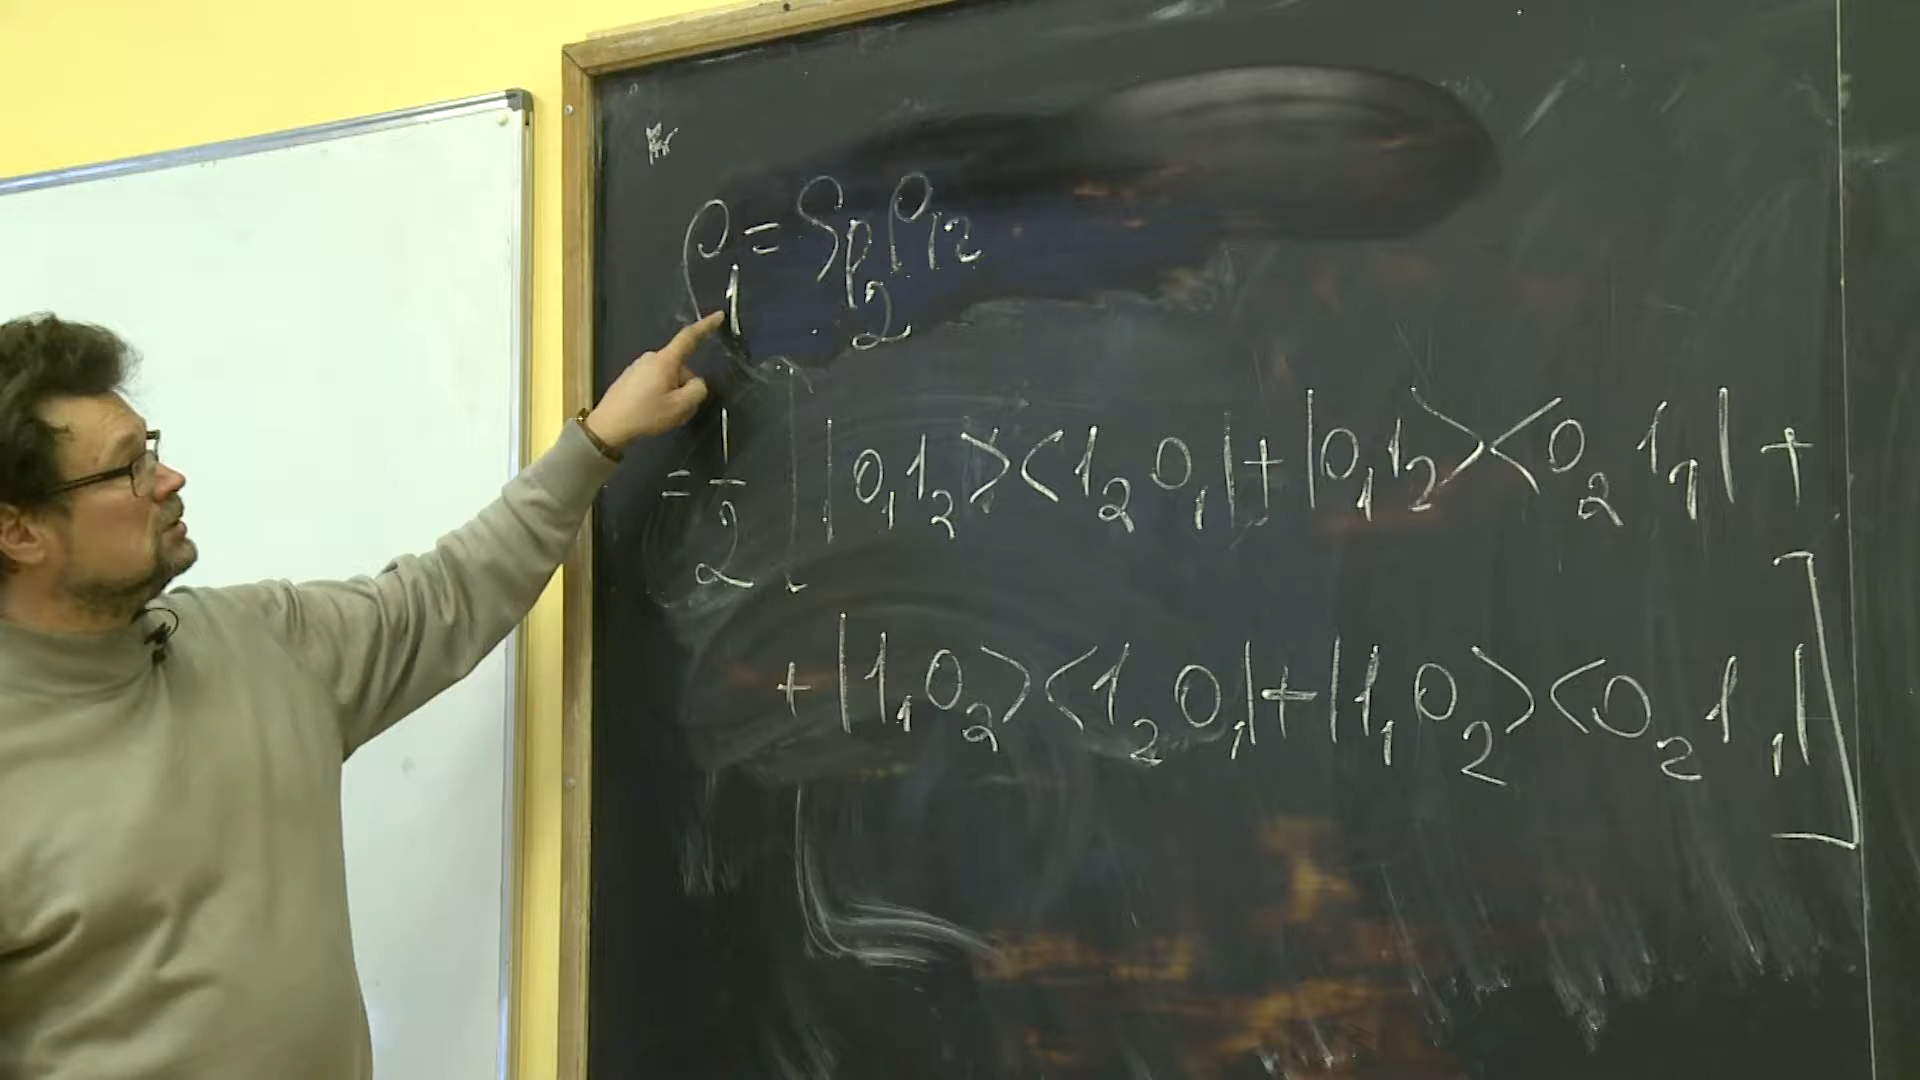 ρ₁ = Sp₂ ρ₁₂
= 1/2 [ |0₁1₂><1₂0₁| + |0₁1₂><0₂1₁| +
+ |1₁0₂><1₂0₁| + |1₁0₂><0₂1₁| ]